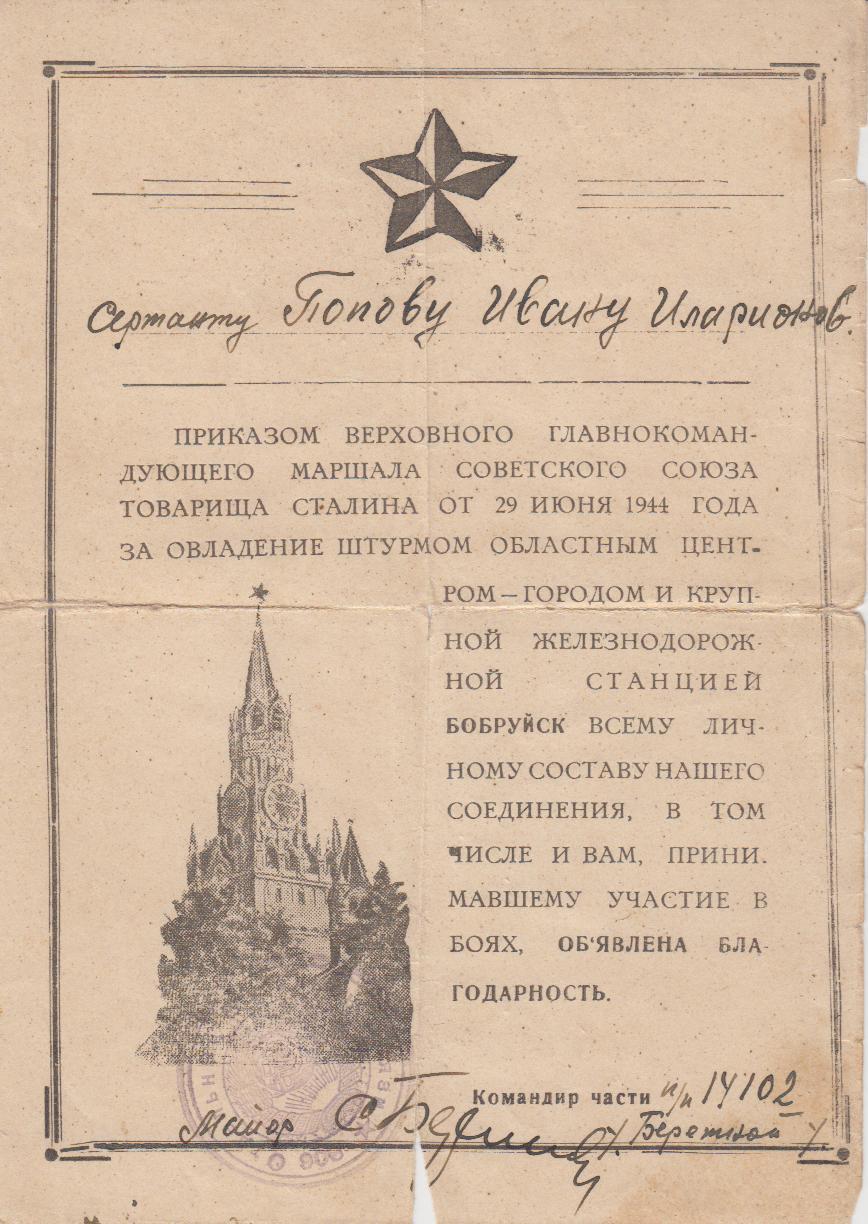 Сержанту Попову Ивану Иларионов.
ПРИКАЗОМ ВЕРХОВНОГО ГЛАВНОКОМАН-
ДУЮЩЕГО МАРШАЛА СОВЕТСКОГО СОЮЗА
ТОВАРИЩА СТАЛИНА ОТ 29 ИЮНЯ 1944 ГОДА
ЗА ОВЛАДЕНИЕ ШТУРМОМ ОБЛАСТНЫМ ЦЕНТ-
РОМ — ГОРОДОМ И КРУП-
НОЙ ЖЕЛЕЗНОДОРОЖ-
НОЙ СТАНЦИЕЙ
БОБРУЙСК ВСЕМУ ЛИЧ-
НОМУ СОСТАВУ НАШЕГО
СОЕДИНЕНИЯ, В ТОМ
ЧИСЛЕ И ВАМ, ПРИНИ-
МАВШЕМУ УЧАСТИЕ В
БОЯХ, ОБ'ЯВЛЕНА БЛА-
ГОДАРНОСТЬ.
Командир части п/п 14102
Майор /Бережной/